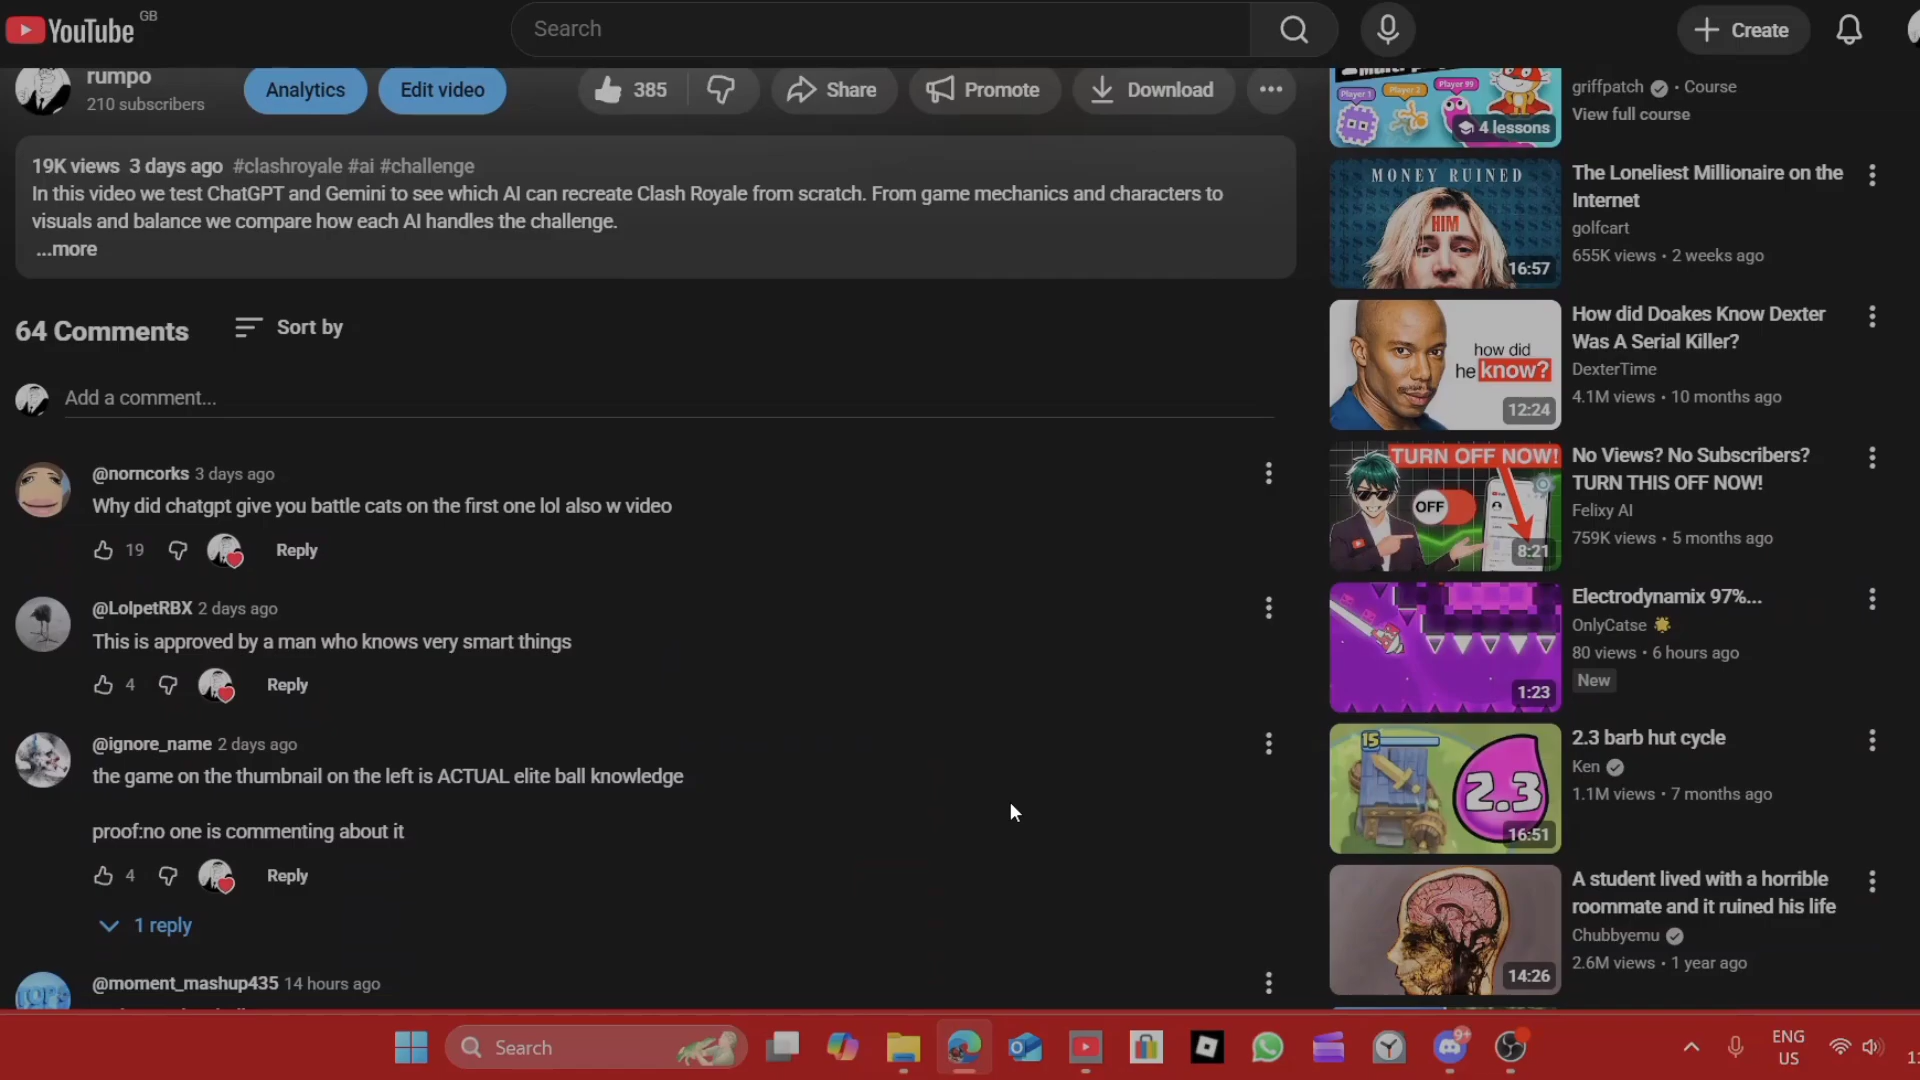 YouTube GB
Search
Create
rumpo
210 subscribers
Analytics
Edit video
385
Share
Promote
Download
19K views 3 days ago #clashroyale #ai #challenge
In this video we test ChatGPT and Gemini to see which AI can recreate Clash Royale from scratch. From game mechanics and characters to
visuals and balance we compare how each AI handles the challenge.
...more
64 Comments
Sort by
Add a comment...
@norncorks 3 days ago
Why did chatgpt give you battle cats on the first one lol also w video
19
Reply
@LolpetRBX 2 days ago
This is approved by a man who knows very smart things
4
Reply
@ignore_name 2 days ago
the game on the thumbnail on the left is ACTUAL elite ball knowledge
proof:no one is commenting about it
4
Reply
1 reply
@moment_mashup435 14 hours ago
Player 1
Player 2
Player 99
4 lessons
griffpatch • Course
View full course
MONEY RUINED
HIM
16:57
The Loneliest Millionaire on the
Internet
golfcart
655K views • 2 weeks ago
how did
he know?
12:24
How did Doakes Know Dexter
Was A Serial Killer?
DexterTime
4.1M views • 10 months ago
TURN OFF NOW!
OFF
8:21
No Views? No Subscribers?
TURN THIS OFF NOW!
Felixy AI
759K views • 5 months ago
1:23
Electrodynamix 97%...
OnlyCatse
80 views • 6 hours ago
New
15
2.3
16:51
2.3 barb hut cycle
Ken
1.1M views • 7 months ago
14:26
A student lived with a horrible
roommate and it ruined his life
Chubbyemu
2.6M views • 1 year ago
Search
9+
ENG
US